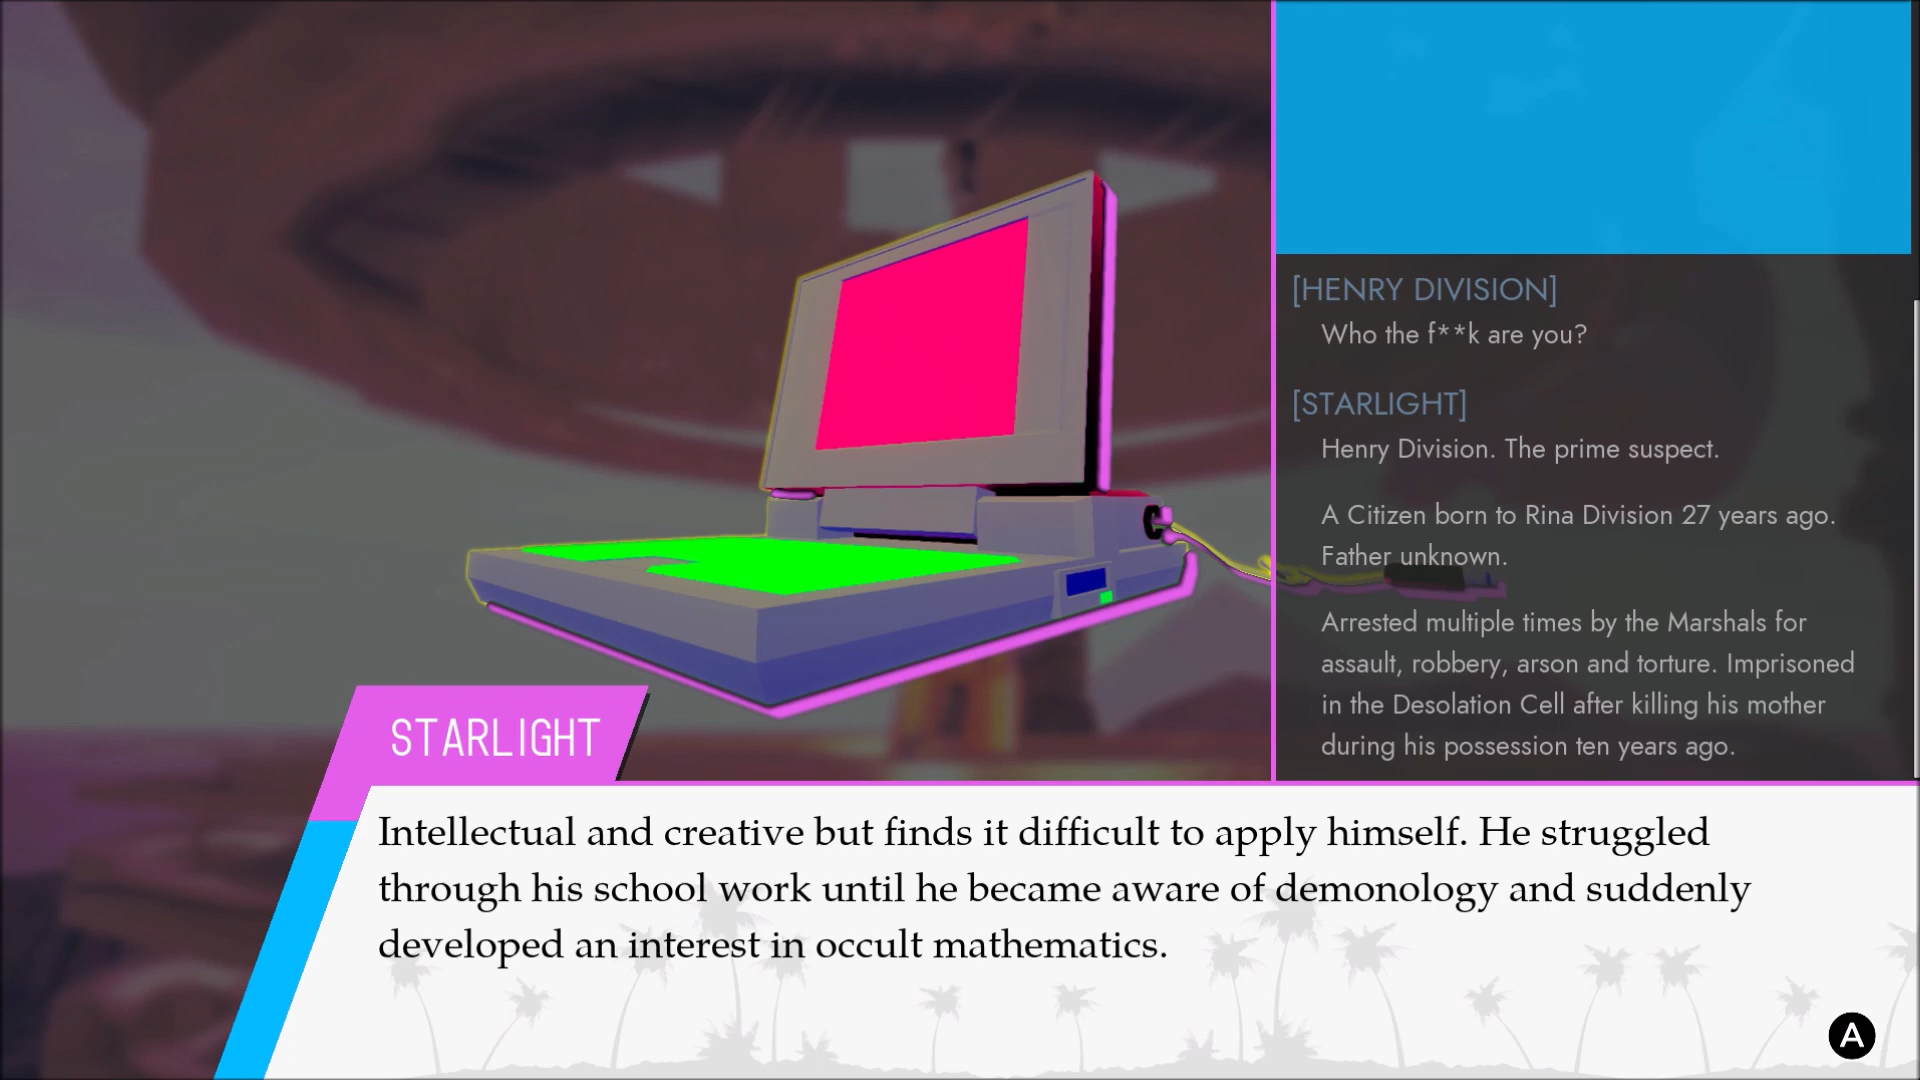 [HENRY DIVISION]
Who the f**k are you?
[STARLIGHT]
Henry Division. The prime suspect.
A Citizen born to Rina Division 27 years ago.
Father unknown.
Arrested multiple times by the Marshals for
assault, robbery, arson and torture. Imprisoned
in the Desolation Cell after killing his mother
during his possession ten years ago.
STARLIGHT
Intellectual and creative but finds it difficult to apply himself. He struggled
through his school work until he became aware of demonology and suddenly
developed an interest in occult mathematics.
A